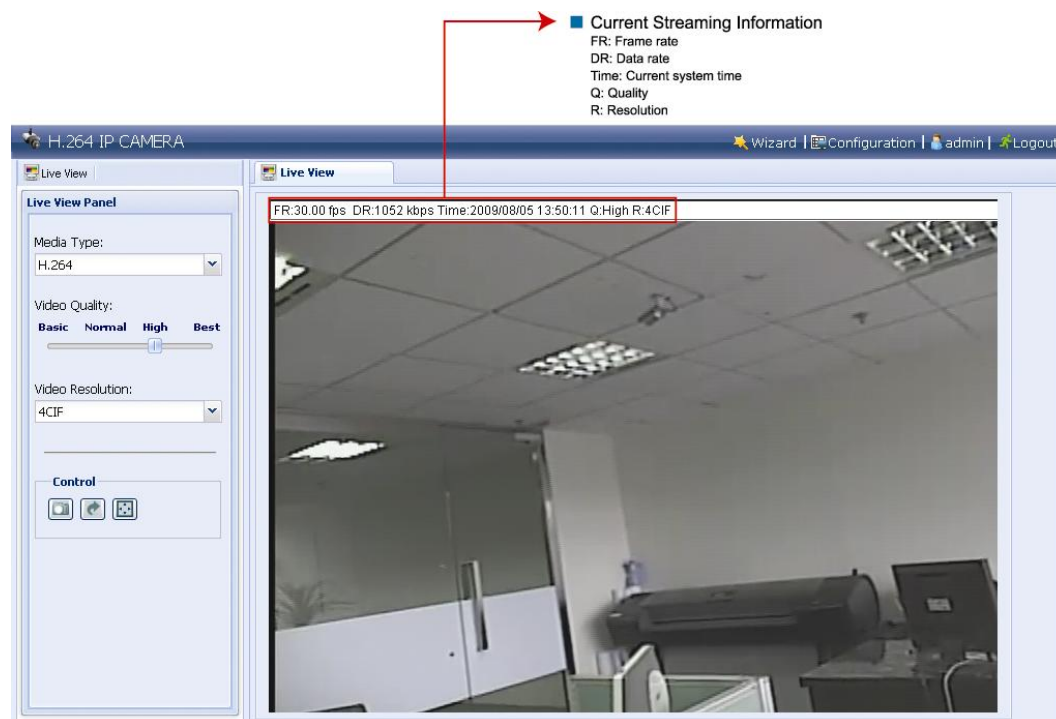 Current Streaming Information
FR: Frame rate
DR: Data rate
Time: Current system time
Q: Quality
R: Resolution
H.264 IP CAMERA
Wizard | Configuration | admin | Logout
Live View
Live View
Live View Panel
FR:30.00 fps DR:1052 kbps Time:2009/08/05 13:50:11 Q:High R:4CIF
Media Type:
H.264
Video Quality:
Basic Normal High Best
Video Resolution:
4CIF
Control